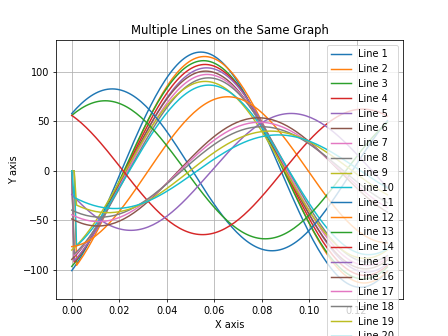 Multiple Lines on the Same Graph
Y axis
100
50
0
−50
−100
0.00
0.02
0.04
0.06
0.08
0.10
X axis
Line 1
Line 2
Line 3
Line 4
Line 5
Line 6
Line 7
Line 8
Line 9
Line 10
Line 11
Line 12
Line 13
Line 14
Line 15
Line 16
Line 17
Line 18
Line 19
Line 20